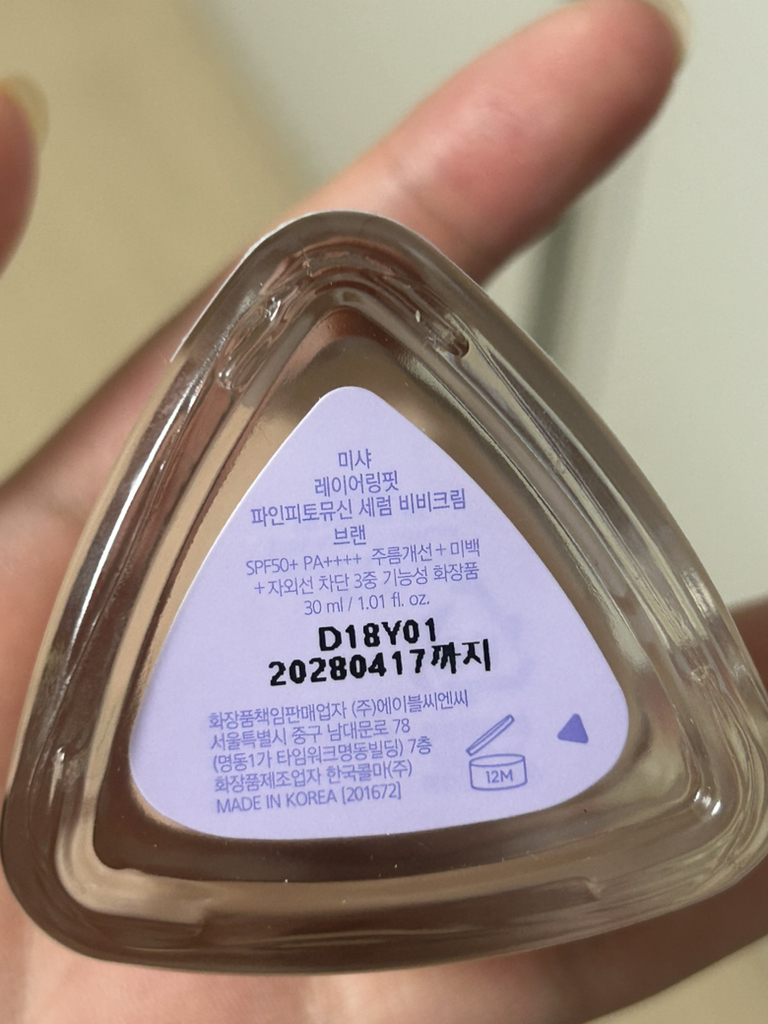 미샤
레이어링핏
파인피토뮤신 세럼 비비크림
브랜
SPF50+ PA++++ 주름개선+미백
+자외선 차단 3중 기능성 화장품
30 ml / 1.01 fl. oz.
D18Y01
20280417까지
화장품책임판매업자 (주)에이블씨엔씨
서울특별시 중구 남대문로 78
(명동1가 타임워크명동빌딩) 7층
화장품제조업자 한국콜마(주)
MADE IN KOREA [201672]
12M